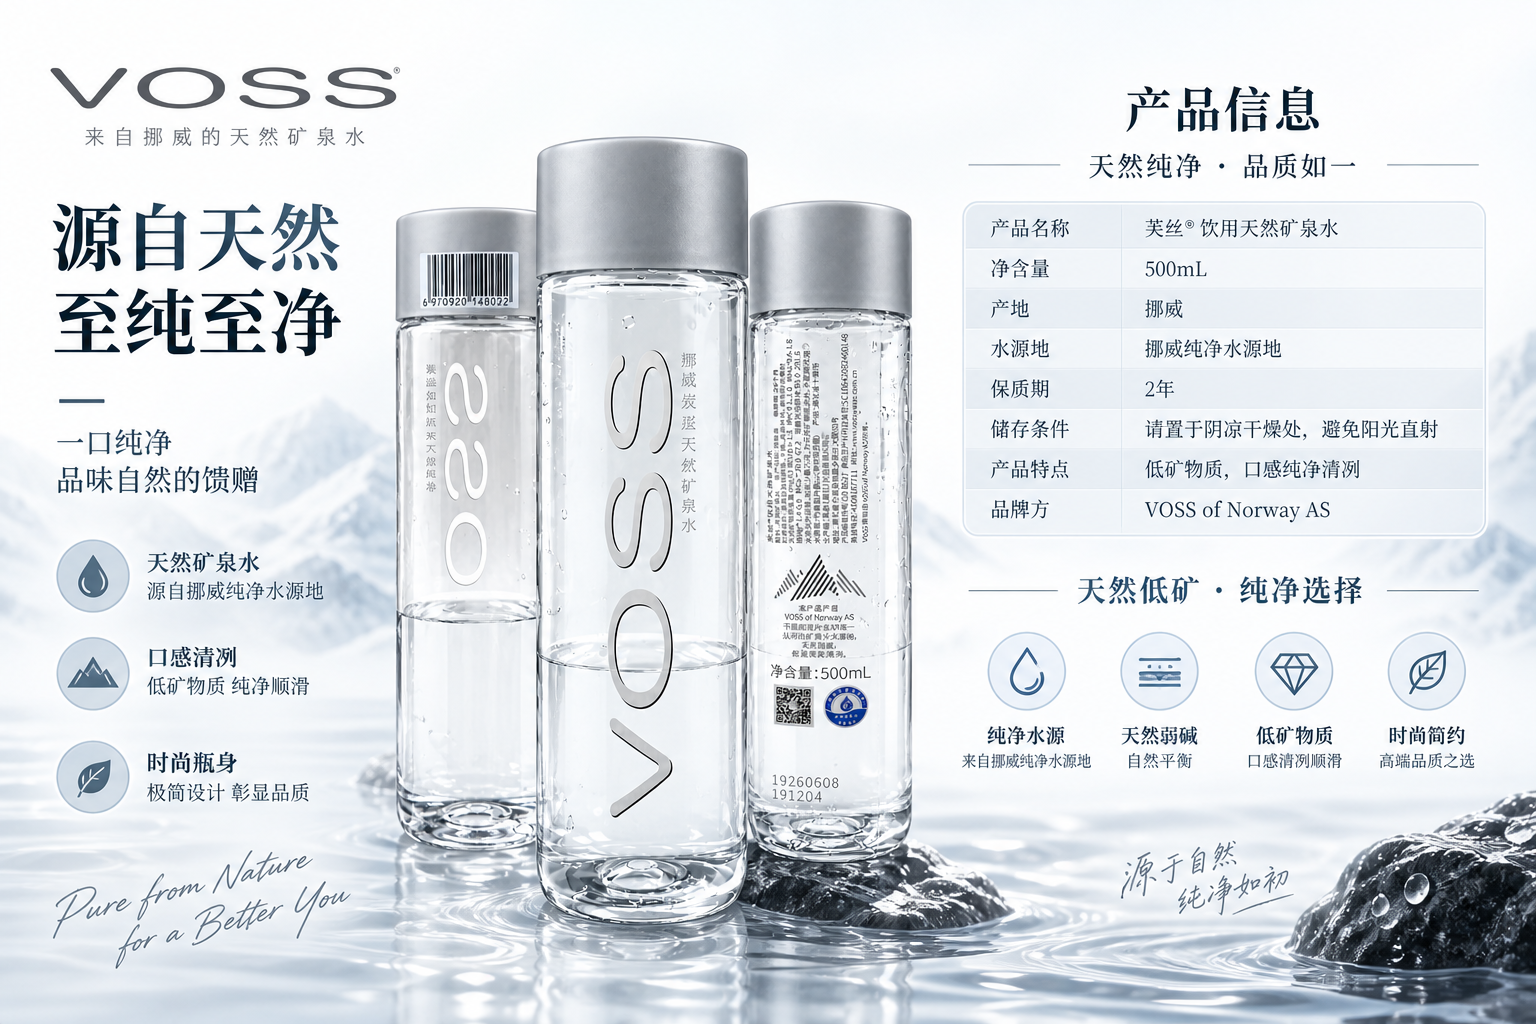 VOSS®
来自挪威的天然矿泉水
源自天然
至纯至净
一口纯净
品味自然的馈赠
天然矿泉水
源自挪威纯净水源地
口感清冽
低矿物质 纯净顺滑
时尚瓶身
极简设计 彰显品质
Pure from Nature
for a Better You
6 970920 148022
OSS
VOSS
天然矿泉水
VOSS of Norway AS
净含量:500mL
19260608
191204
产品信息
天然纯净 · 品质如一
产品名称 芙丝® 饮用天然矿泉水
净含量 500mL
产地 挪威
水源地 挪威纯净水源地
保质期 2年
储存条件 请置于阴凉干燥处，避免阳光直射
产品特点 低矿物质，口感纯净清冽
品牌方 VOSS of Norway AS
天然低矿 · 纯净选择
纯净水源
来自挪威纯净水源地
天然弱碱
自然平衡
低矿物质
口感清冽顺滑
时尚简约
高端品质之选
源于自然
纯净如初